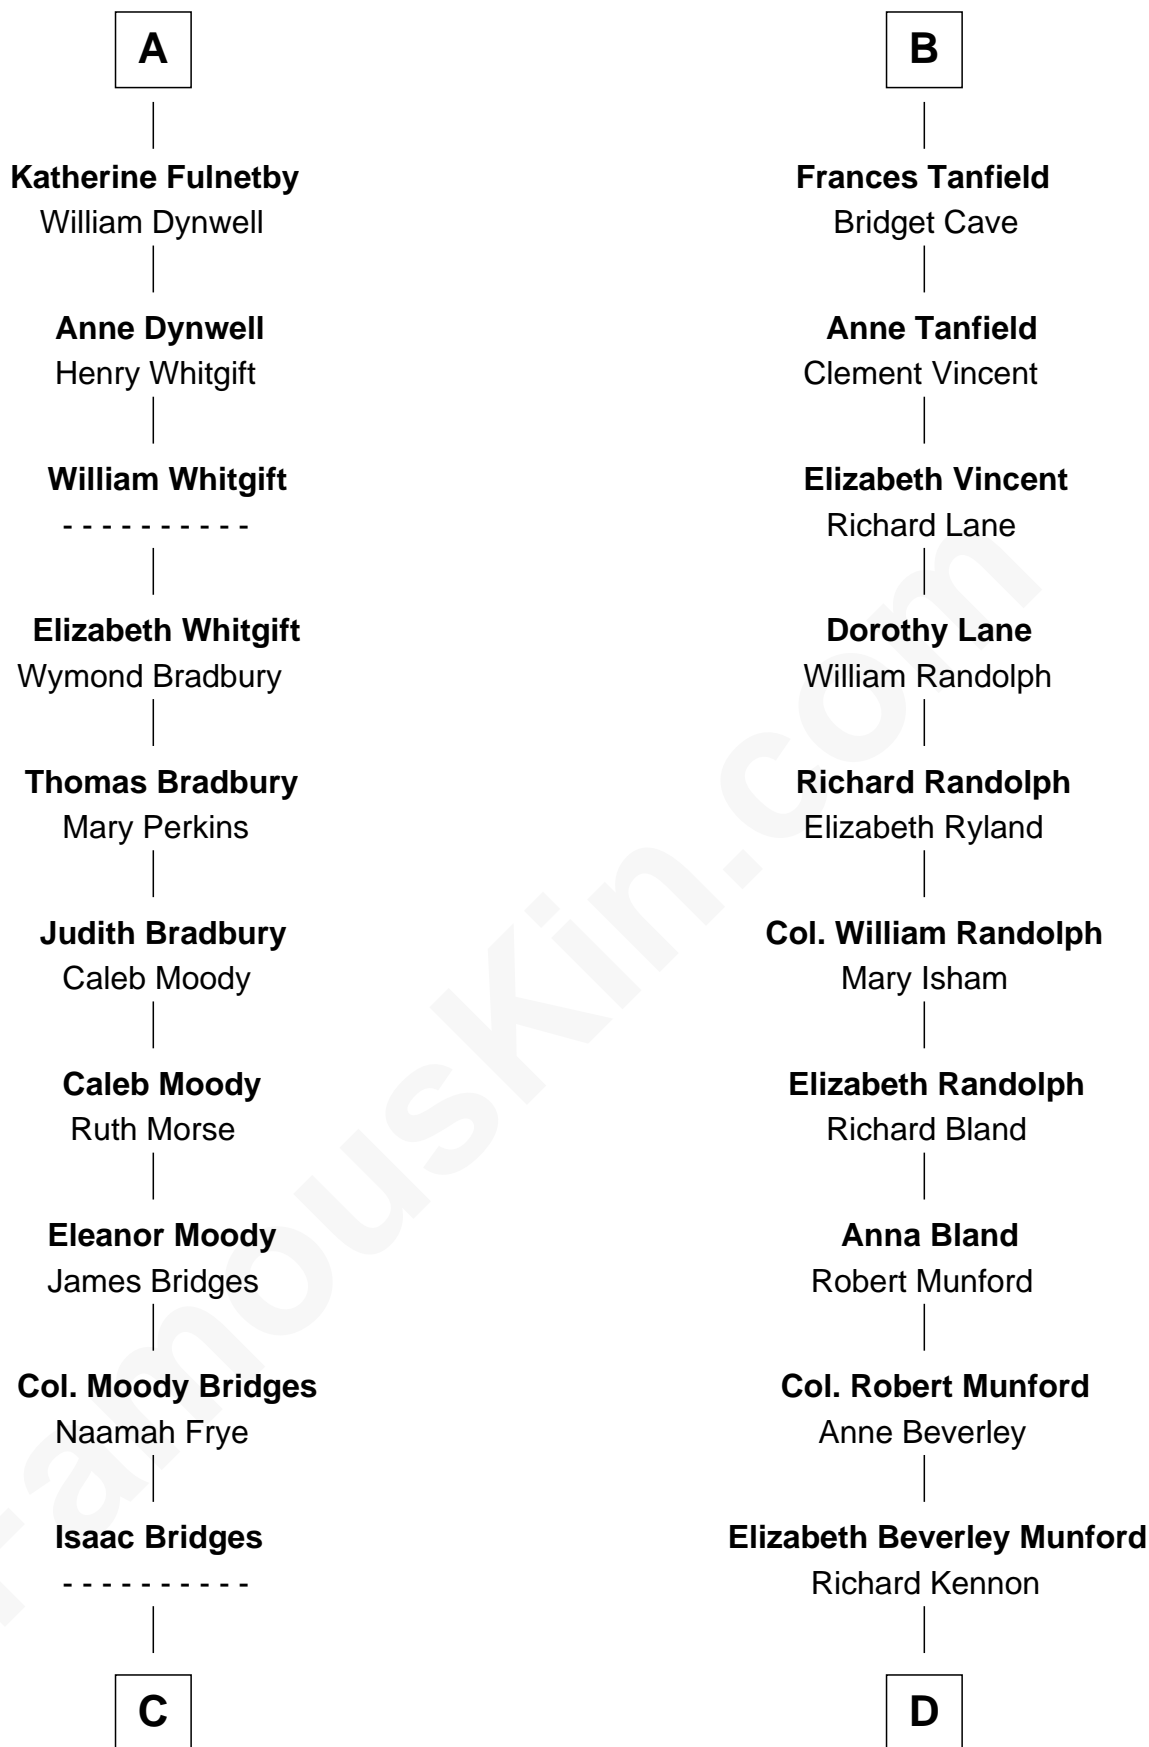 A
Katherine Fulnetby
William Dynwell
Anne Dynwell
Henry Whitgift
William Whitgift
- - - - - - - - - -
Elizabeth Whitgift
Wymond Bradbury
Thomas Bradbury
Mary Perkins
Judith Bradbury
Caleb Moody
Caleb Moody
Ruth Morse
Eleanor Moody
James Bridges
Col. Moody Bridges
Naamah Frye
Isaac Bridges
- - - - - - - - - -
C
B
Frances Tanfield
Bridget Cave
Anne Tanfield
Clement Vincent
Elizabeth Vincent
Richard Lane
Dorothy Lane
William Randolph
Richard Randolph
Elizabeth Ryland
Col. William Randolph
Mary Isham
Elizabeth Randolph
Richard Bland
Anna Bland
Robert Munford
Col. Robert Munford
Anne Beverley
Elizabeth Beverley Munford
Richard Kennon
D
FamousKin.com